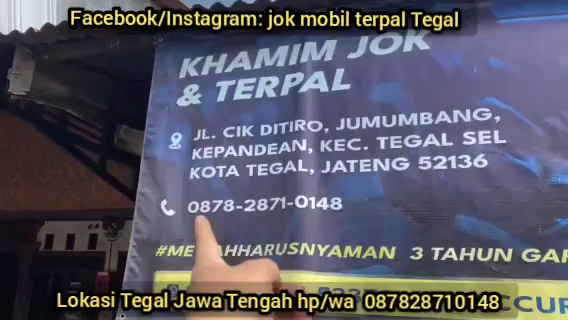 Facebook/Instagram: jok mobil terpal Tegal
KHAMIM JOK
& TERPAL
JL. CIK DITIRO, JUMUMBANG,
KEPANDEAN, KEC. TEGAL SEL
KOTA TEGAL, JATENG 52136
0878-2871-0148
3 TAHUN GAR
Lokasi Tegal Jawa Tengah hp/wa 087828710148